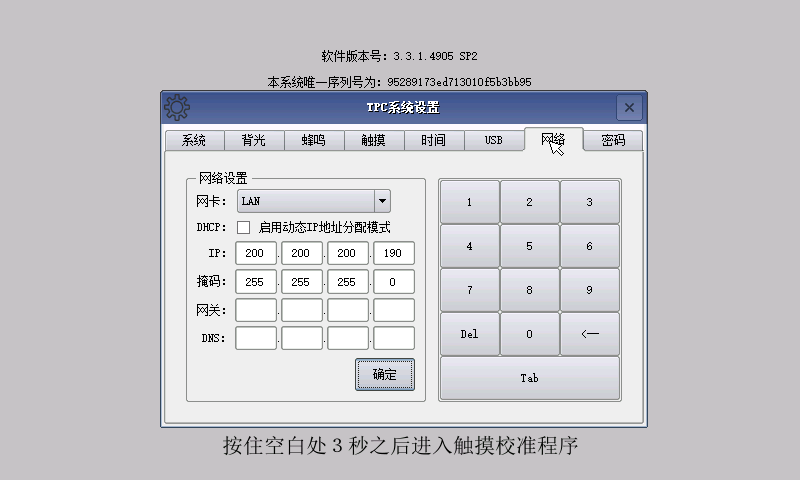 软件版本号: 3.3.1.4905 SP2
本系统唯一序列号为: 95289173ed713010f5b3bb95
TPC系统设置
系统 背光 蜂鸣 触摸 时间 USB 网络 密码
网络设置
网卡: LAN
DHCP: 启用动态IP地址分配模式
IP: 200.200.200.190
掩码: 255.255.255.0
网关: . . .
DNS: . . .
确定
1 2 3
4 5 6
7 8 9
Del 0 <—
Tab
按住空白处 3 秒之后进入触摸校准程序